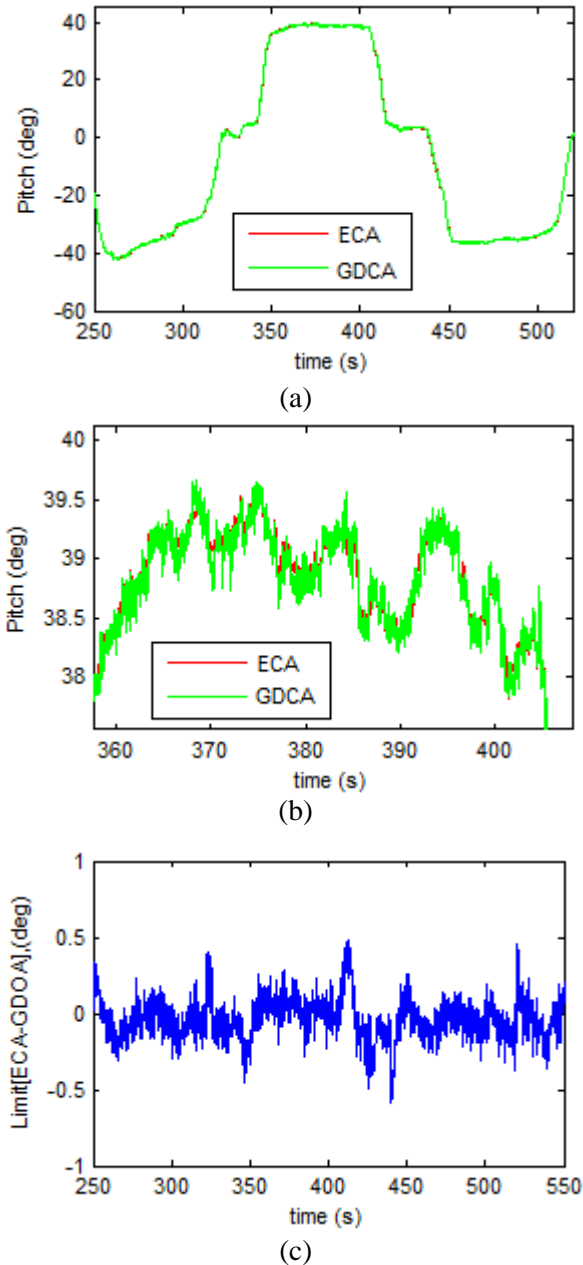 40
20
0
-20
-40
-60
Pitch (deg)
ECA
GDCA
250 300 350 400 450 500
time (s)
(a)
40
39.5
39
38.5
38
Pitch (deg)
ECA
GDCA
360 370 380 390 400
time (s)
(b)
1
0.5
0
-0.5
-1
Limit[ECA-GDOA],(deg)
250 300 350 400 450 500 550
time (s)
(c)